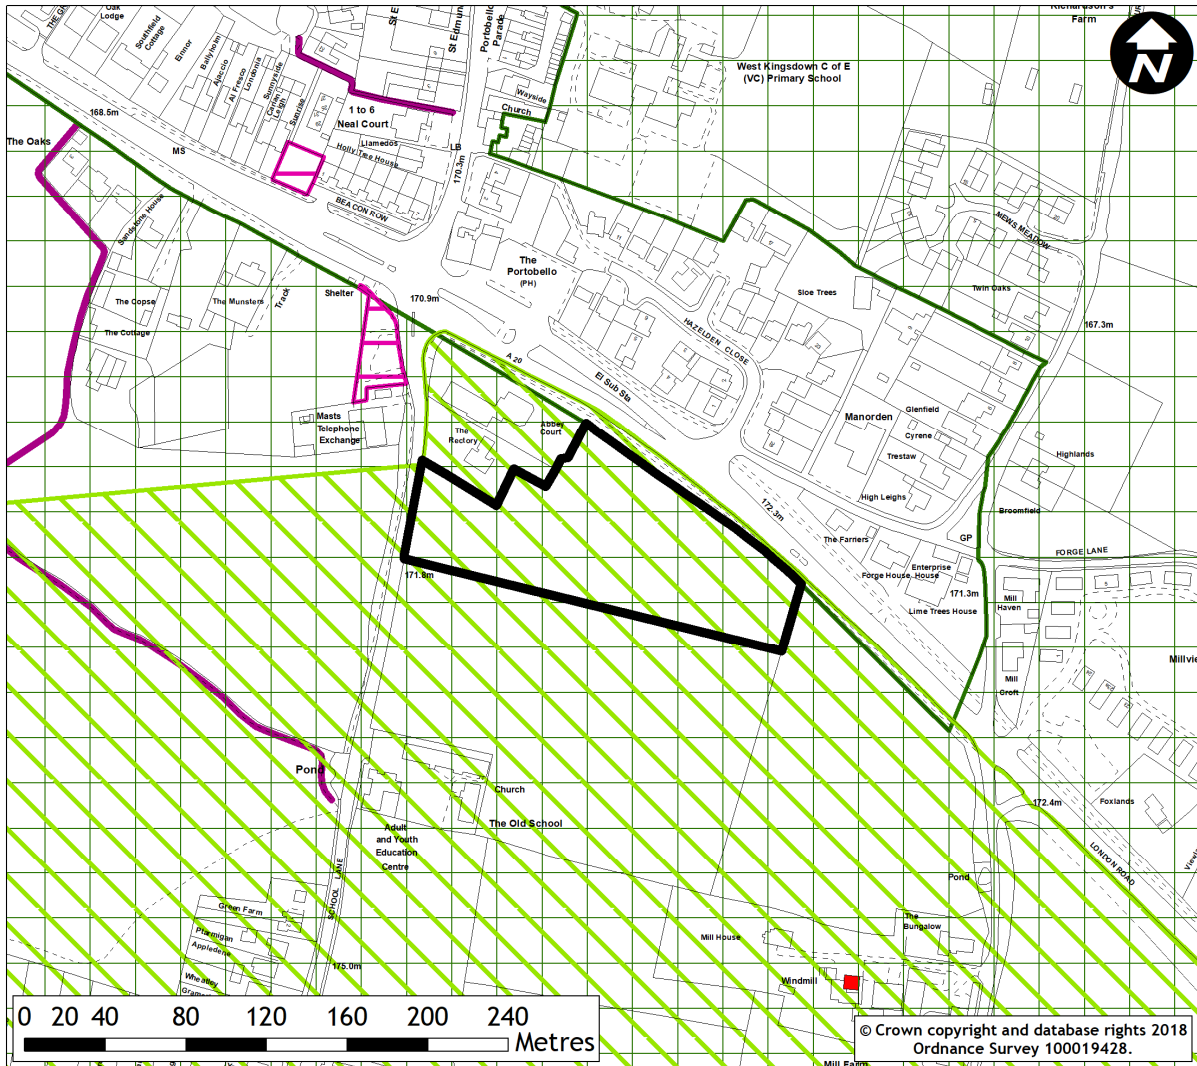 Oak
Lodge
Southfield
Cottage
Ennor
Ballyholm
Ajaccio
Al Fresco
Londonia
Sunnyside
Carian
Leigh
Sunrise
St Edmun
Portobello
Parade
Wayside
Church
West Kingsdown C of E
(VC) Primary School
Richardson's
Farm
N
168.5m
The Oaks
MS
1 to 6
Neal Court
Llamedos
Holly Tree House
LB
170.3m
BEACON ROW
Sandstone House
MEWS MEADOW
The
Portobello
(PH)
Sloe Trees
Twin Oaks
The Copse
The Munsters
Track
Shelter
170.9m
167.3m
The Cottage
HAZELDEN CLOSE
A 20
El Sub Sta
Masts
Telephone
Exchange
The
Rectory
Abbey
Court
Manorden
Glenfield
Cyrene
Trestaw
Highlands
High Leighs
172.3m
Broomfield
The Farriers
GP
FORGE LANE
171.8m
Forge House
Enterprise
House
171.3m
Lime Trees House
Mill
Haven
Mill
Croft
Millvie
Pond
Church
The Old School
Adult
and Youth
Education
Centre
172.4m
Foxlands
LONDON ROAD
SCHOOL LANE
Pond
Green Farm
Ptarmigan
Appledene
Wheatley
175.0m
The
Bungalow
Mill House
Windmill
Mill Farm
0 20 40 80 120 160 200 240
Metres
© Crown copyright and database rights 2018
Ordnance Survey 100019428.